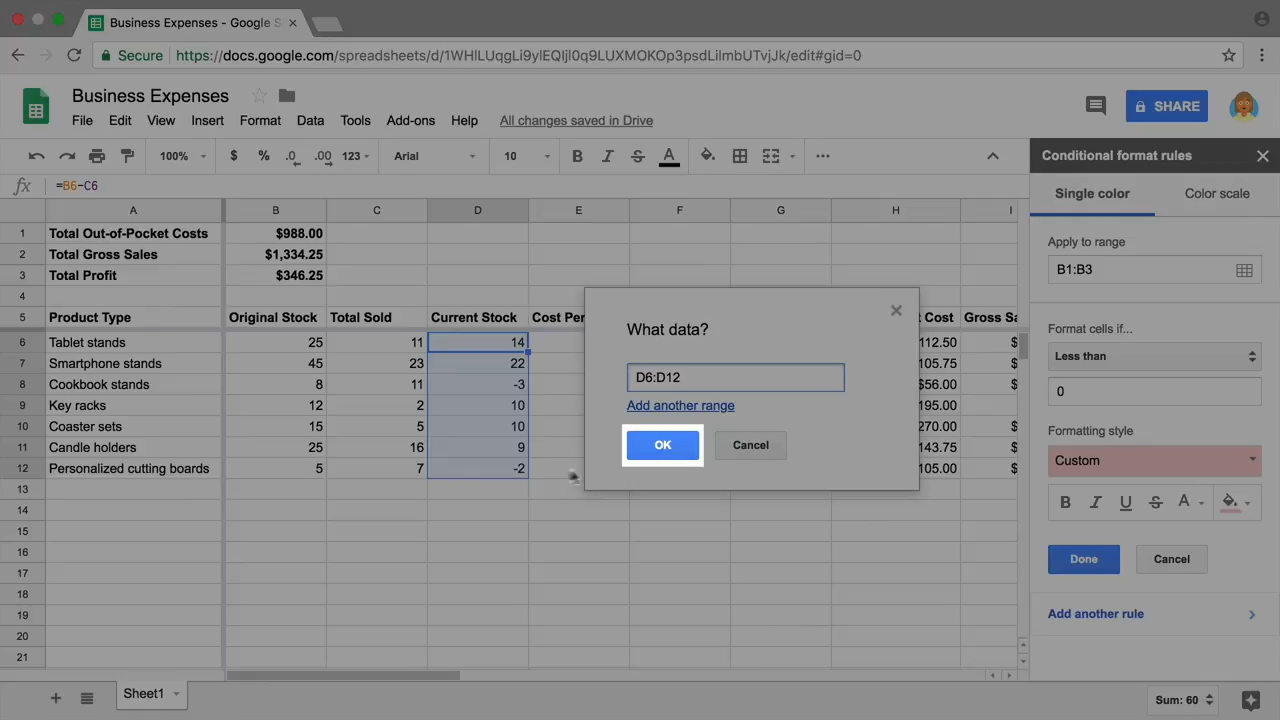 Business Expenses - Google S
Secure https://docs.google.com/spreadsheets/d/1WHlLUqgLi9ylEQljl0q9LUXMOKOp3psdLilmbUTvjJk/edit#gid=0
Business Expenses
File Edit View Insert Format Data Tools Add-ons Help All changes saved in Drive
SHARE
100% $ % .0 .00 123 Arial 10 B I S A
fx =B6-C6
A B C D E F G H I
1 Total Out-of-Pocket Costs $988.00
2 Total Gross Sales $1,334.25
3 Total Profit $346.25
4
5 Product Type Original Stock Total Sold Current Stock Cost Per t Cost Gross Sa
6 Tablet stands 25 11 14 112.50 $
7 Smartphone stands 45 23 22 105.75 $
8 Cookbook stands 8 11 -3 $56.00 $
9 Key racks 12 2 10 195.00 $
10 Coaster sets 15 5 10 270.00 $
11 Candle holders 25 16 9 143.75 $
12 Personalized cutting boards 5 7 -2 105.00 $
13
14
15
16
17
18
19
20
21
What data?
D6:D12
Add another range
OK Cancel
Conditional format rules
Single color Color scale
Apply to range
B1:B3
Format cells if...
Less than
0
Formatting style
Custom
B I U S A
Done Cancel
Add another rule
Sheet1
Sum: 60